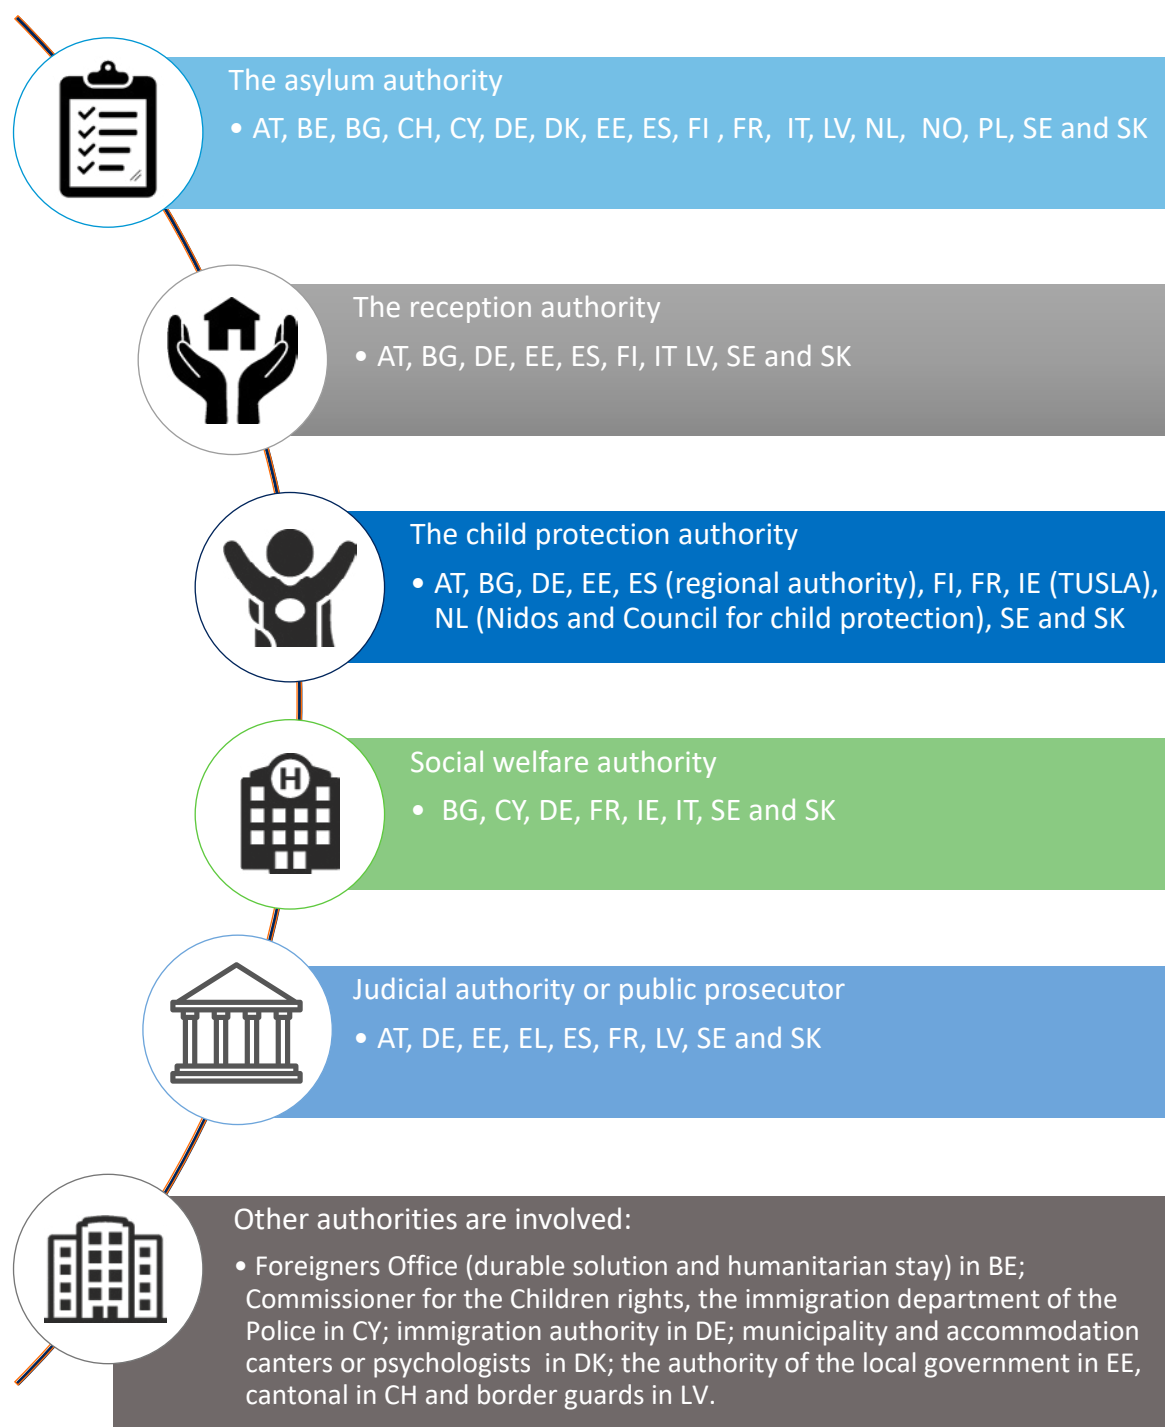 The asylum authority
• AT, BE, BG, CH, CY, DE, DK, EE, ES, FI , FR, IT, LV, NL, NO, PL, SE and SK
The reception authority
• AT, BG, DE, EE, ES, FI, IT LV, SE and SK
The child protection authority
• AT, BG, DE, EE, ES (regional authority), FI, FR, IE (TUSLA),
NL (Nidos and Council for child protection), SE and SK
H
Social welfare authority
• BG, CY, DE, FR, IE, IT, SE and SK
Judicial authority or public prosecutor
• AT, DE, EE, EL, ES, FR, LV, SE and SK
Other authorities are involved:
• Foreigners Office (durable solution and humanitarian stay) in BE;
Commissioner for the Children rights, the immigration department of the
Police in CY; immigration authority in DE; municipality and accommodation
canters or psychologists in DK; the authority of the local government in EE,
cantonal in CH and border guards in LV.